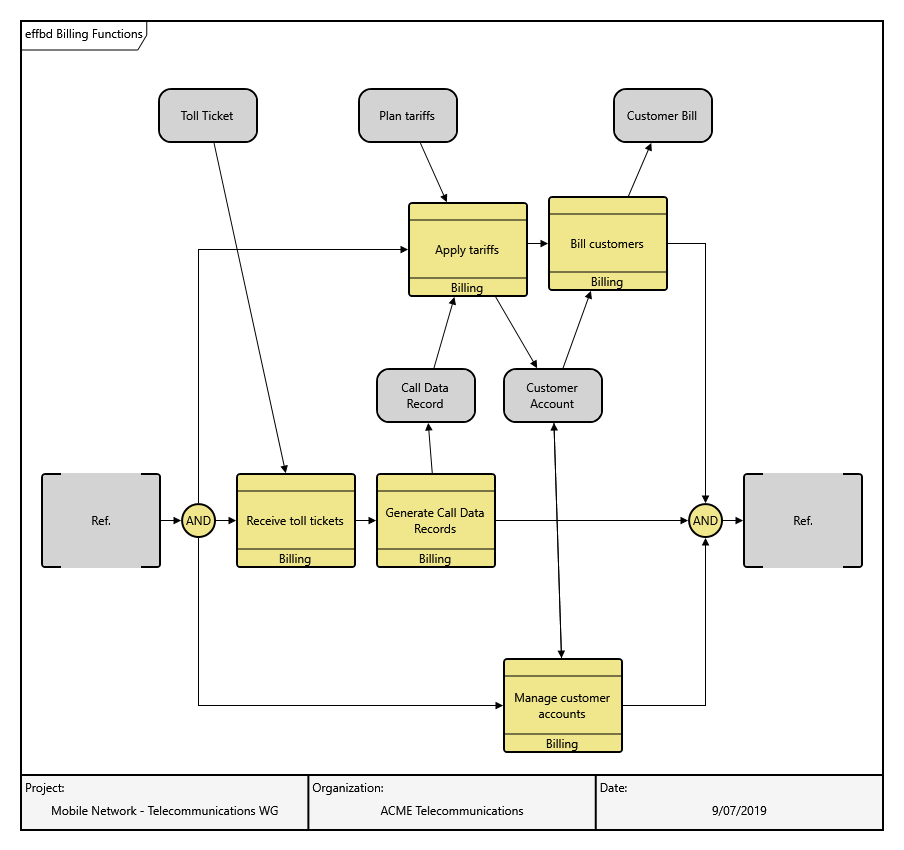 effbd Billing Functions
Toll Ticket
Plan tariffs
Customer Bill
Apply tariffs
Billing
Bill customers
Billing
Call Data
Record
Customer
Account
Ref.
AND
Receive toll tickets
Billing
Generate Call Data
Records
Billing
AND
Ref.
Manage customer
accounts
Billing
Project:
Mobile Network - Telecommunications WG
Organization:
ACME Telecommunications
Date:
9/07/2019